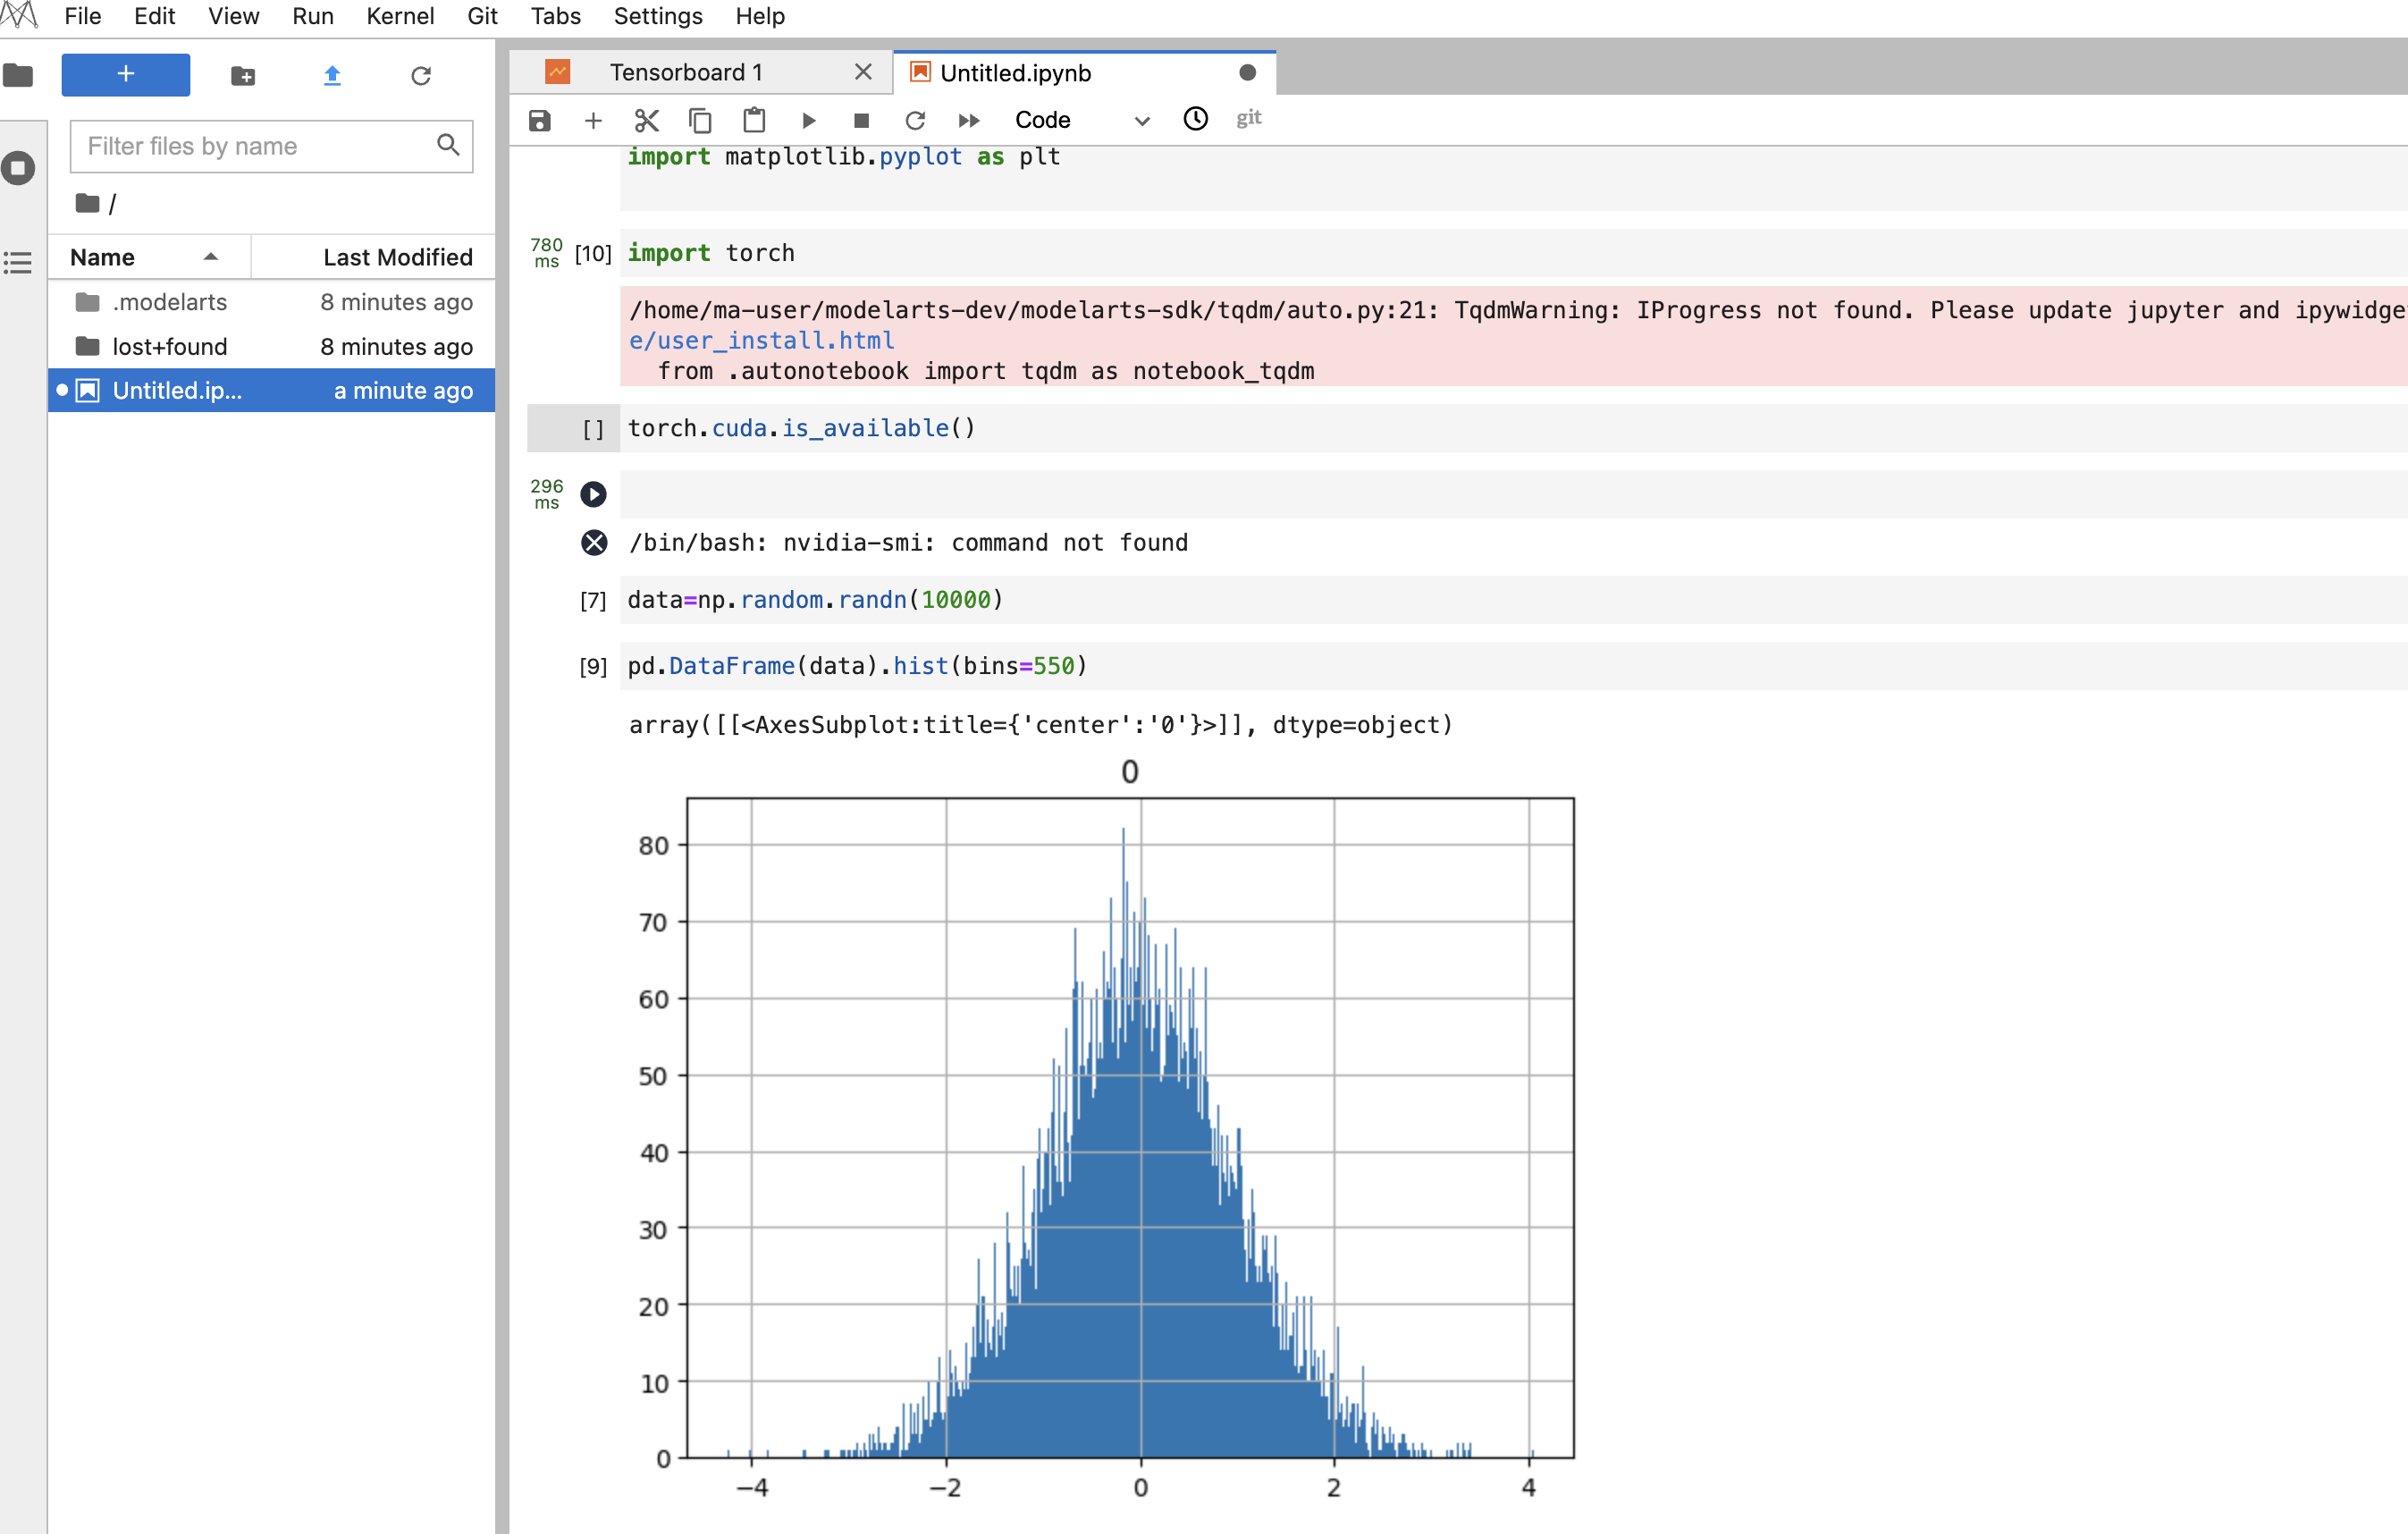 File Edit View Run Kernel Git Tabs Settings Help
+
Filter files by name
/
Name Last Modified
.modelarts 8 minutes ago
lost+found 8 minutes ago
Untitled.ip... a minute ago
Tensorboard 1 Untitled.ipynb
Code git
import matplotlib.pyplot as plt
780 ms [10] import torch
/home/ma-user/modelarts-dev/modelarts-sdk/tqdm/auto.py:21: TqdmWarning: IProgress not found. Please update jupyter and ipywidge
e/user_install.html
from .autonotebook import tqdm as notebook_tqdm
[] torch.cuda.is_available()
296 ms
/bin/bash: nvidia-smi: command not found
[7] data=np.random.randn(10000)
[9] pd.DataFrame(data).hist(bins=550)
array([[<AxesSubplot:title={'center':'0'}>]], dtype=object)
0
80
70
60
50
40
30
20
10
0
−4 −2 0 2 4